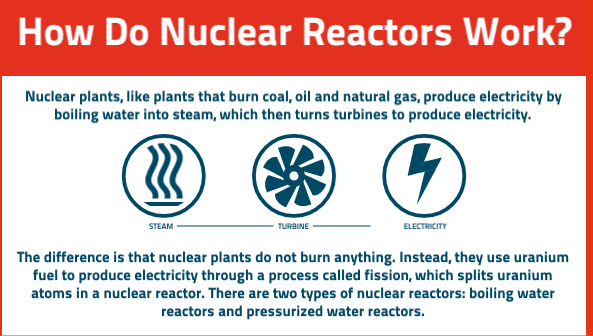 How Do Nuclear Reactors Work?
Nuclear plants, like plants that burn coal, oil and natural gas, produce electricity by
boiling water into steam, which then turns turbines to produce electricity.
STEAM TURBINE ELECTRICITY
The difference is that nuclear plants do not burn anything. Instead, they use uranium
fuel to produce electricity through a process called fission, which splits uranium
atoms in a nuclear reactor. There are two types of nuclear reactors: boiling water
reactors and pressurized water reactors.